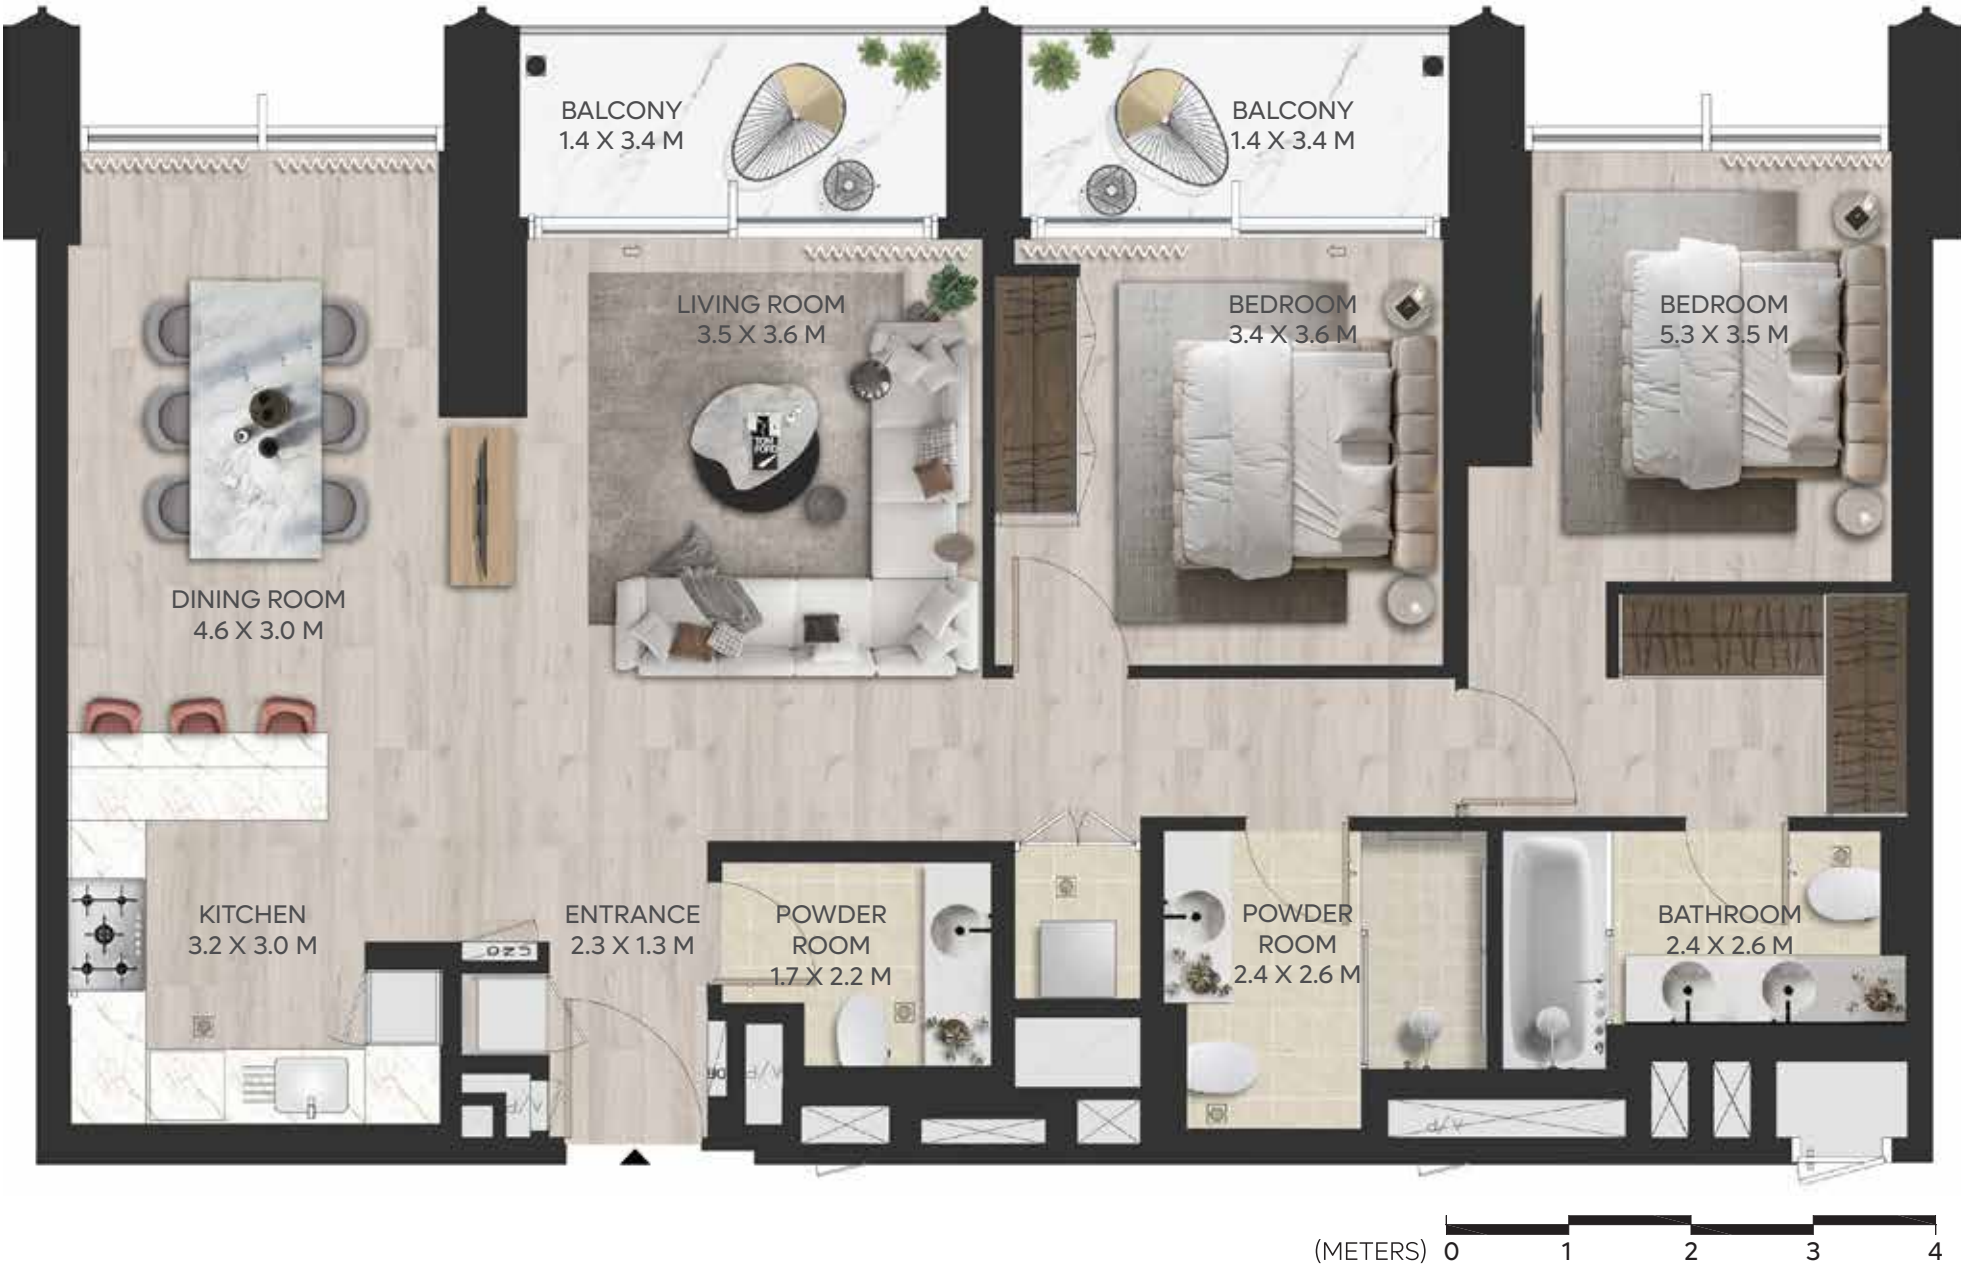 BALCONY
1.4 X 3.4 M
BALCONY
1.4 X 3.4 M
LIVING ROOM
3.5 X 3.6 M
BEDROOM
3.4 X 3.6 M
BEDROOM
5.3 X 3.5 M
TOM
FORD
DINING ROOM
4.6 X 3.0 M
KITCHEN
3.2 X 3.0 M
ENTRANCE
2.3 X 1.3 M
POWDER
ROOM
1.7 X 2.2 M
POWDER
ROOM
2.4 X 2.6 M
BATHROOM
2.4 X 2.6 M
A/P
A/P
A/P
(METERS) 0 1 2 3 4